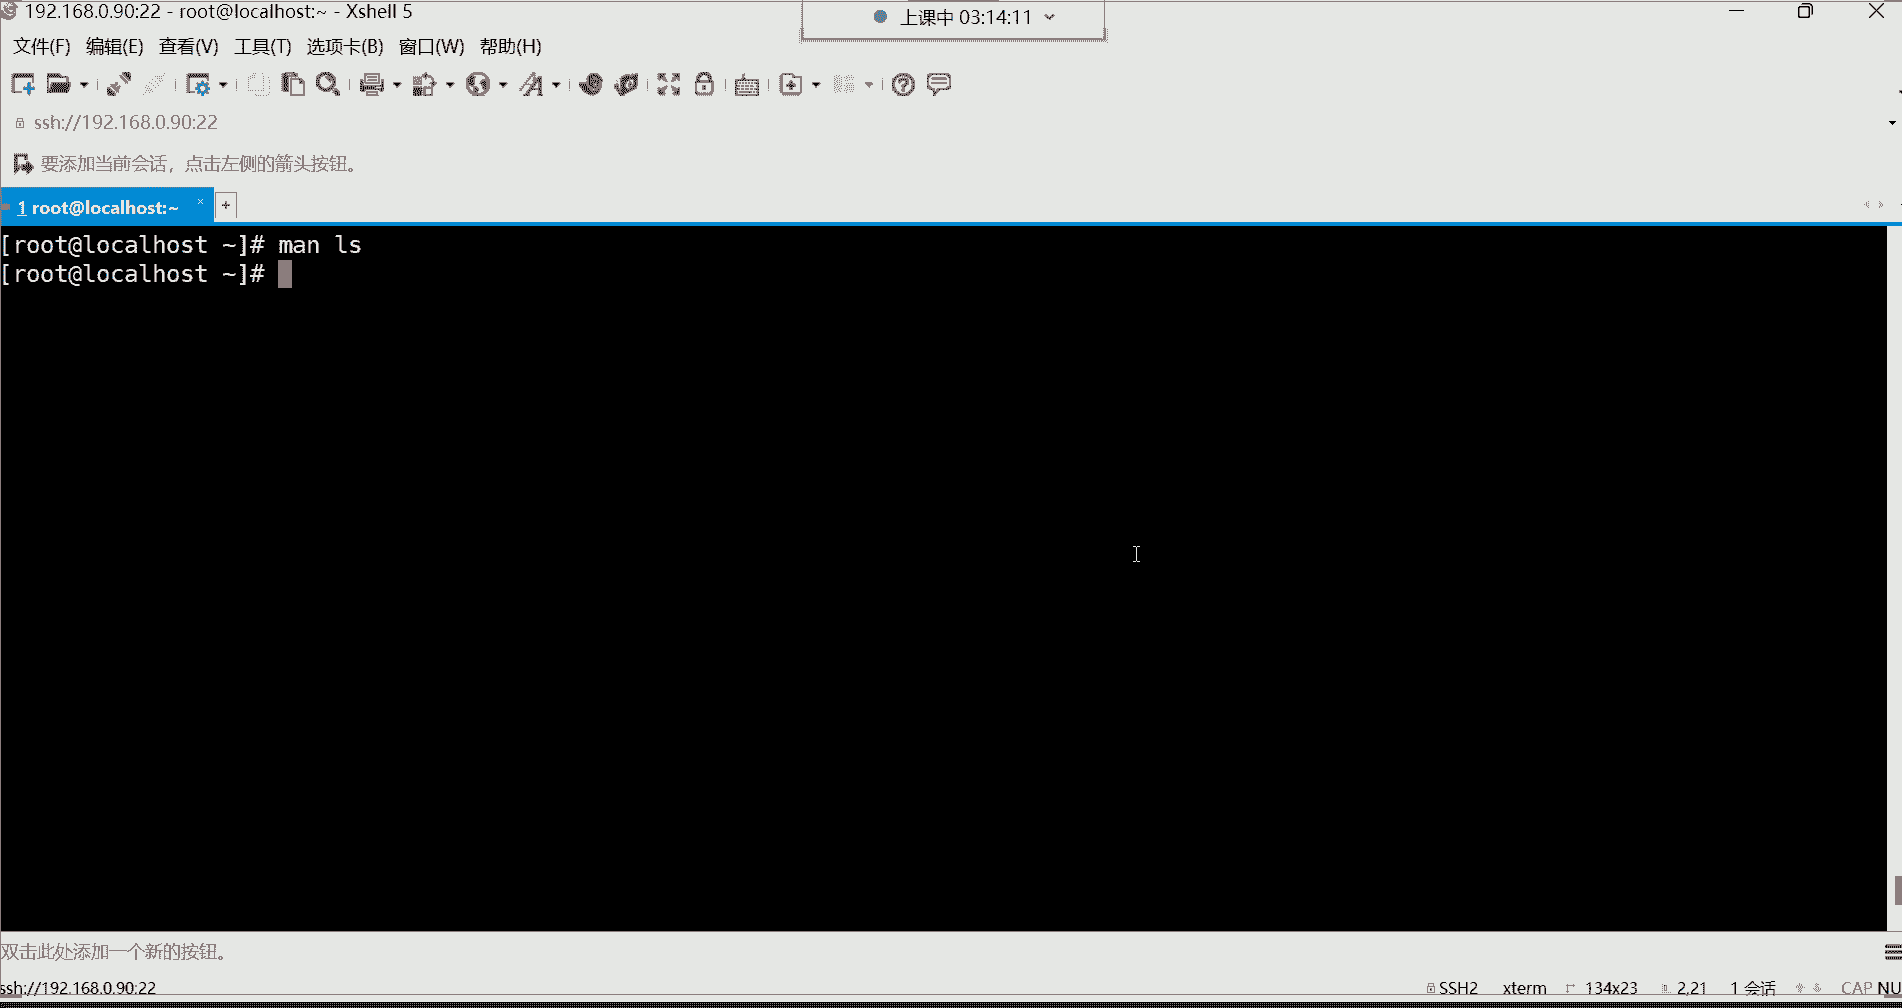 192.168.0.90:22 - root@localhost:~ - Xshell 5
上课中 03:14:11
文件(F) 编辑(E) 查看(V) 工具(T) 选项卡(B) 窗口(W) 帮助(H)
ssh://192.168.0.90:22
要添加当前会话，点击左侧的箭头按钮。
1 root@localhost:~ × +
[root@localhost ~]# man ls
[root@localhost ~]#
双击此处添加一个新的按钮。
ssh://192.168.0.90:22 SSH2 xterm 134x23 2,21 1 会话 CAP NU